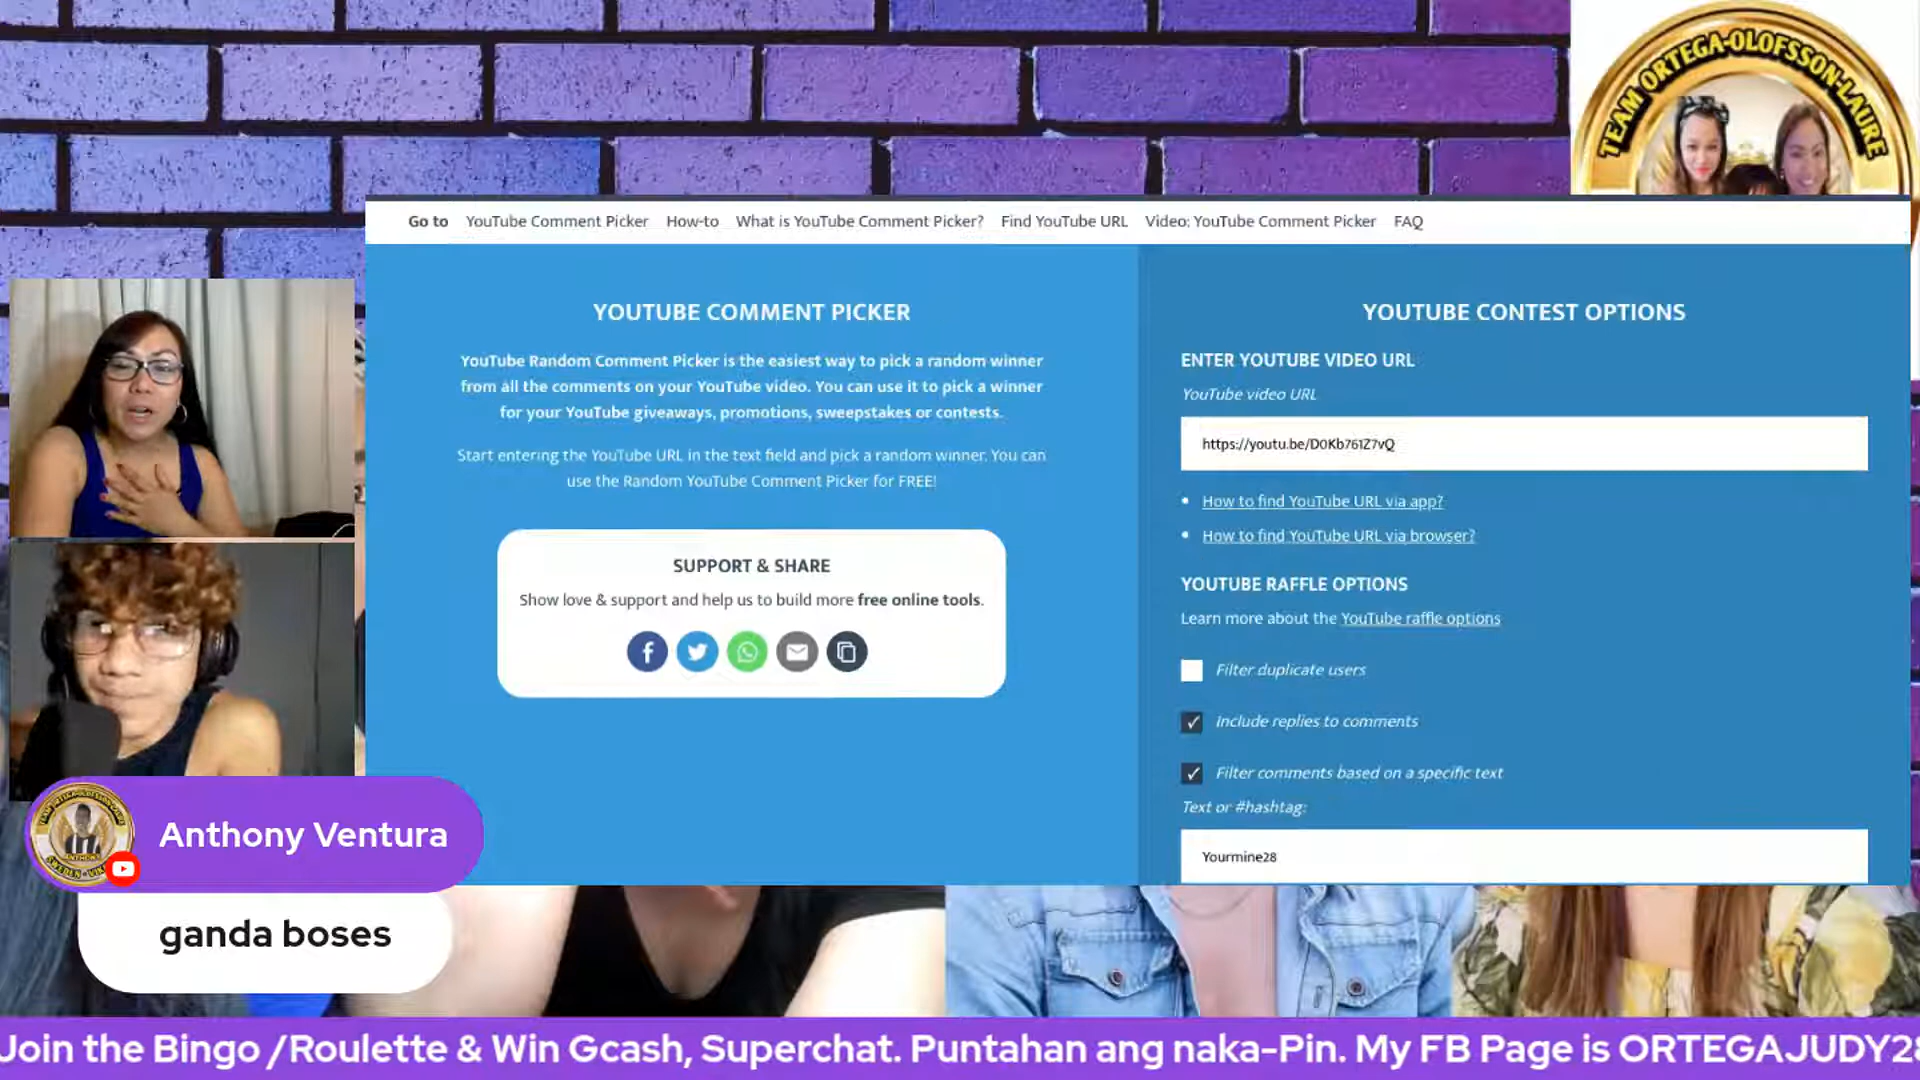 TEAM ORTEGA-OLOFSSON-LAURE
Go to YouTube Comment Picker How-to What is YouTube Comment Picker? Find YouTube URL Video: YouTube Comment Picker FAQ
YOUTUBE COMMENT PICKER
YouTube Random Comment Picker is the easiest way to pick a random winner
from all the comments on your YouTube video. You can use it to pick a winner
for your YouTube giveaways, promotions, sweepstakes or contests.
Start entering the YouTube URL in the text field and pick a random winner. You can
use the Random YouTube Comment Picker for FREE!
SUPPORT & SHARE
Show love & support and help us to build more free online tools.
YOUTUBE CONTEST OPTIONS
ENTER YOUTUBE VIDEO URL
YouTube video URL
https://youtu.be/D0Kb761Z7vQ
How to find YouTube URL via app?
How to find YouTube URL via browser?
YOUTUBE RAFFLE OPTIONS
Learn more about the YouTube raffle options
Filter duplicate users
Include replies to comments
Filter comments based on a specific text
Text or #hashtag:
Yourmine28
Anthony Ventura
ganda boses
Join the Bingo /Roulette & Win Gcash, Superchat. Puntahan ang naka-Pin. My FB Page is ORTEGAJUDY28